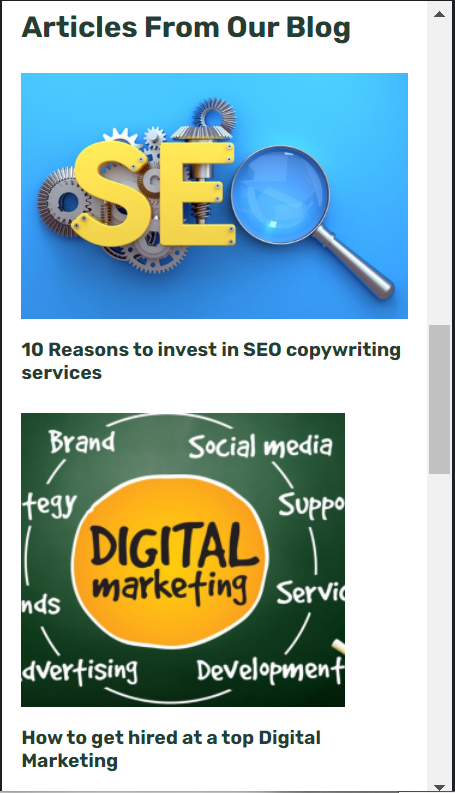 Articles From Our Blog
SEO
10 Reasons to invest in SEO copywriting
services
Brand
Social media
tegy
Suppo
DIGITAL
marketing
nds
Servic
dvertising
Development
How to get hired at a top Digital
Marketing